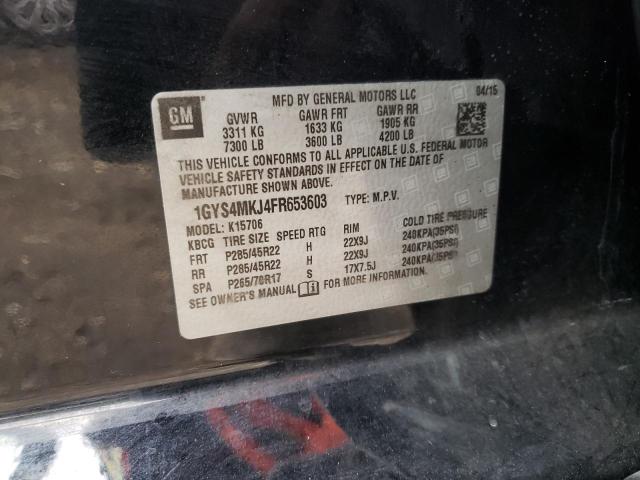 GM
MFD BY GENERAL MOTORS LLC 04/15
GVWR GAWR FRT GAWR RR
3311 KG 1633 KG 1905 KG
7300 LB 3600 LB 4200 LB
THIS VEHICLE CONFORMS TO ALL APPLICABLE U.S. FEDERAL MOTOR
VEHICLE SAFETY STANDARDS IN EFFECT ON THE DATE OF
MANUFACTURE SHOWN ABOVE.
1GYS4MKJ4FR653603 TYPE: M.P.V.
MODEL: K15706
KBCG TIRE SIZE SPEED RTG RIM COLD TIRE PRESSURE
FRT P285/45R22 H 22X9J 240KPA(35PSI)
RR P285/45R22 H 22X9J 240KPA(35PSI)
SPA P265/70R17 S 17X7.5J 240KPA(35PSI)
SEE OWNER'S MANUAL FOR MORE INFORMATION.